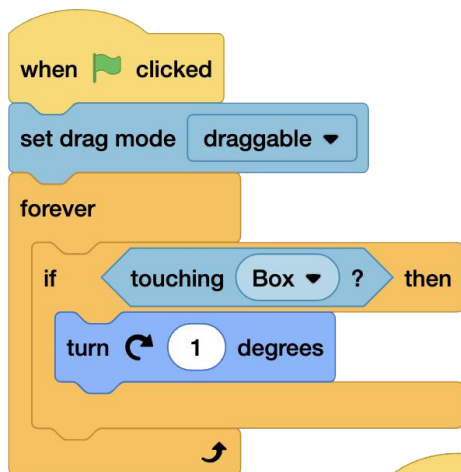 when clicked
set drag mode draggable
forever
if touching Box ? then
turn 1 degrees